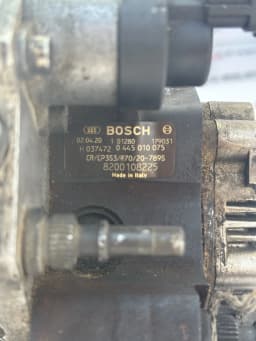 BOSCH
02.04.20 1 01280 179031
H 037472 0 445 010 075
CR/CP3S3/R70/20-789S
8200108225
Made in Italy